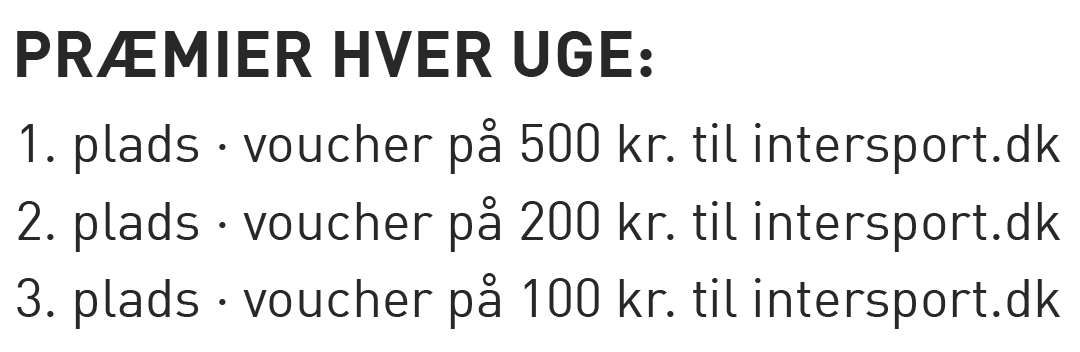 PRÆMIER HVER UGE:
1. plads · voucher på 500 kr. til intersport.dk
2. plads · voucher på 200 kr. til intersport.dk
3. plads · voucher på 100 kr. til intersport.dk